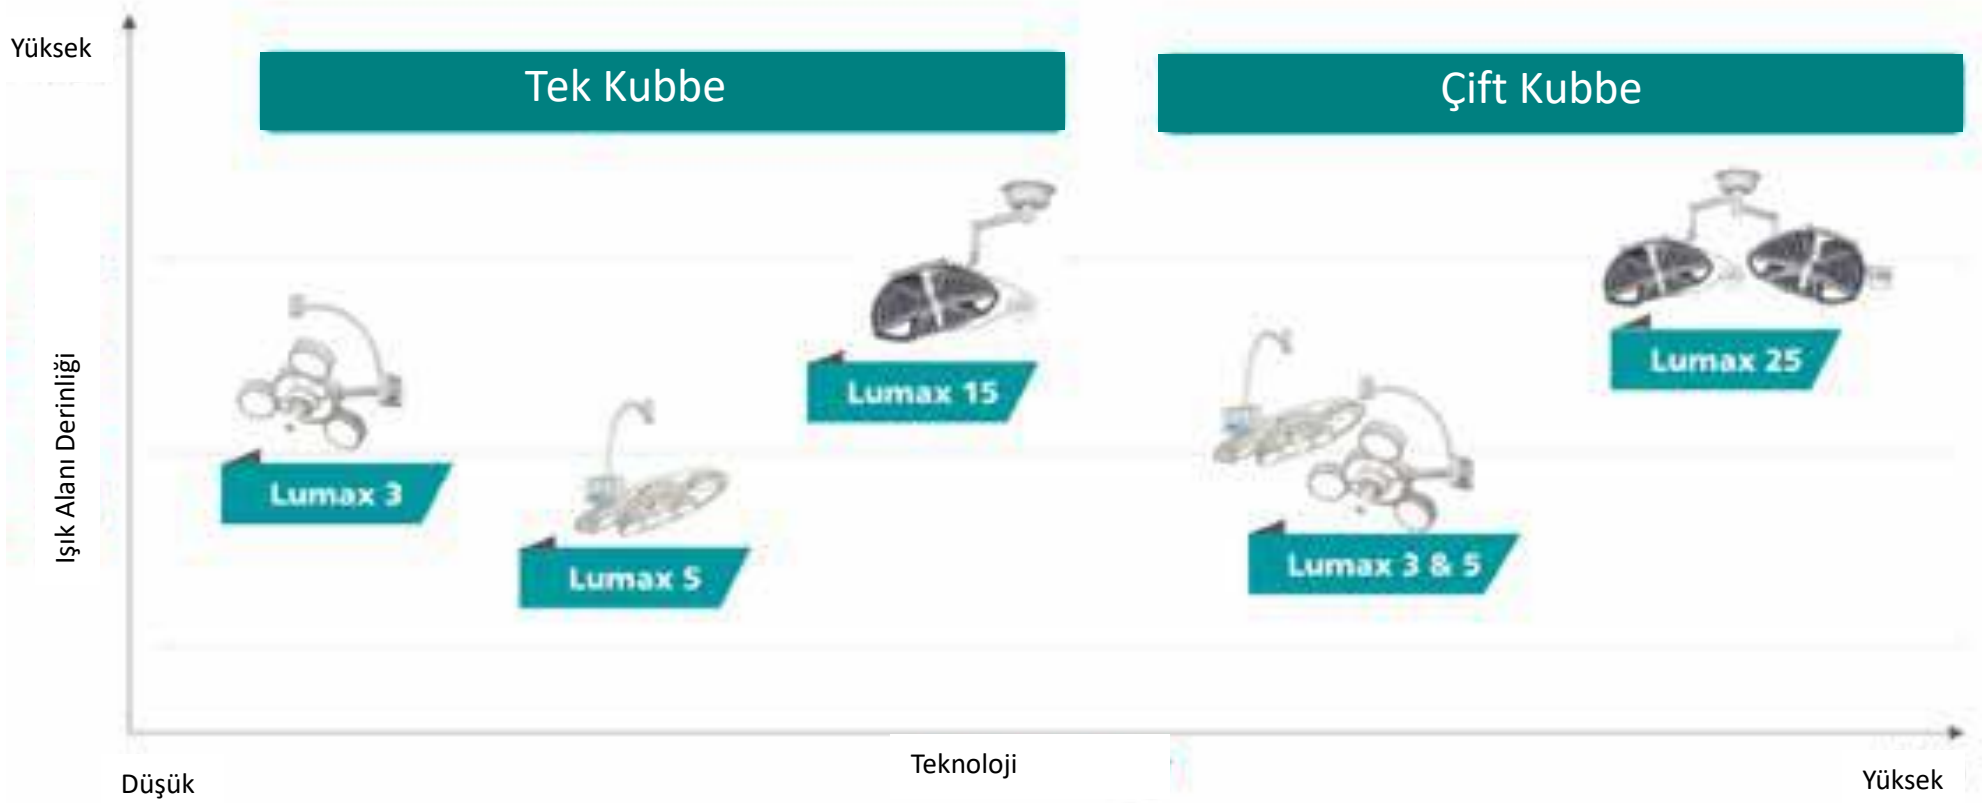 Yüksek
Tek Kubbe
Çift Kubbe
Işık Alanı Derinliği
Lumax 3
Lumax 5
Lumax 15
Lumax 3 & 5
Lumax 25
Düşük
Teknoloji
Yüksek